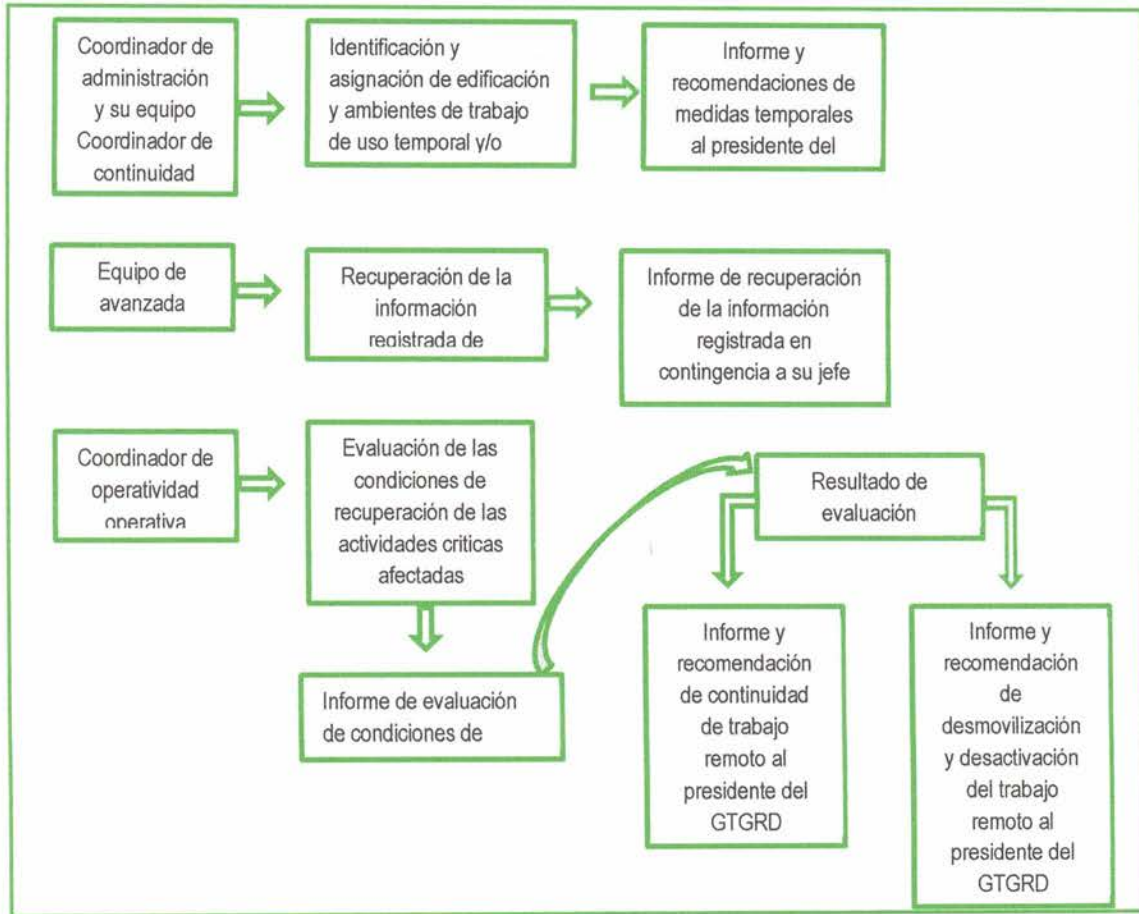 Coordinador de
administración
y su equipo
Coordinador de
continuidad
Identificación y
asignación de edificación
y ambientes de trabajo
de uso temporal y/o
Informe y
recomendaciones de
medidas temporales
al presidente del
Equipo de
avanzada
Recuperación de la
información
registrada de
Informe de recuperación
de la información
registrada en
contingencia a su jefe
Coordinador de
operatividad
operativa
Evaluación de las
condiciones de
recuperación de las
actividades criticas
afectadas
Informe de evaluación
de condiciones de
Resultado de
evaluación
Informe y
recomendación
de continuidad
de trabajo
remoto al
presidente del
GTGRD
Informe y
recomendación
de
desmovilización
y desactivación
del trabajo
remoto al
presidente del
GTGRD